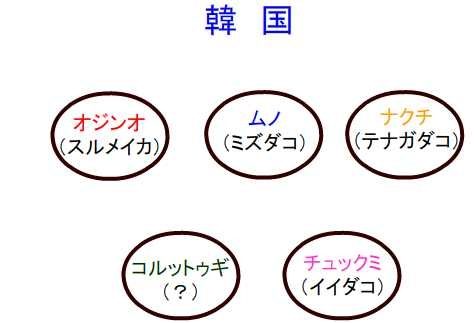 韓　国
オジンオ
(スルメイカ)
ムノ
(ミズダコ)
ナクチ
(テナガダコ)
コルットゥギ
(？)
チュックミ
(イイダコ)